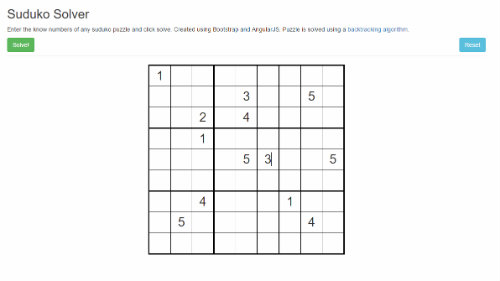 Suduko Solver
Enter the know numbers of any suduko puzzle and click solve. Created using Bootstrap and AngularJS. Puzzle is solved using a backtracking algorithm.
Solve! Reset
1
3 5
2 4
1
5 3 5
4 1
5 4